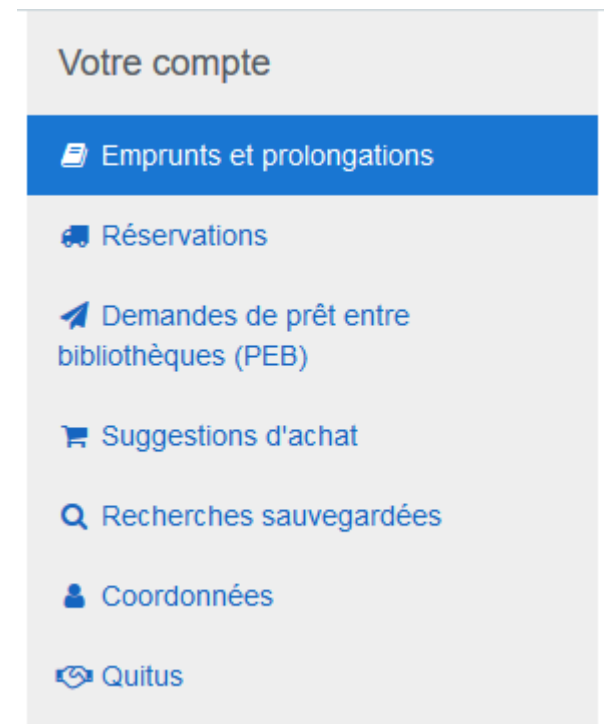 Votre compte
Emprunts et prolongations
Réservations
Demandes de prêt entre
bibliothèques (PEB)
Suggestions d'achat
Recherches sauvegardées
Coordonnées
Quitus